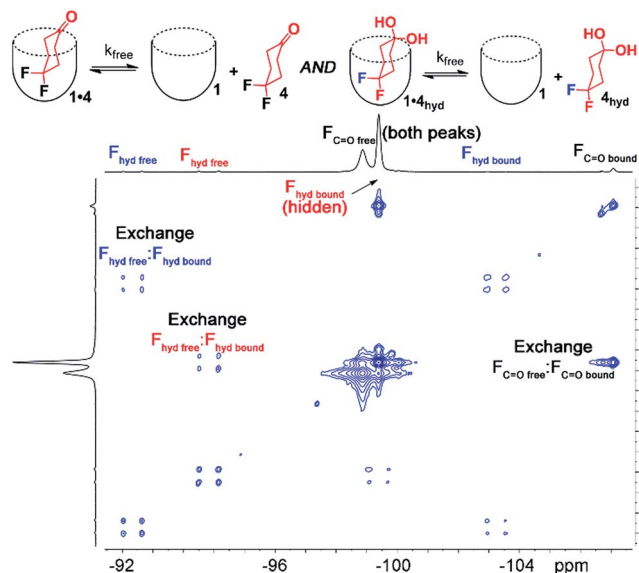 O
HO
OH
k_free
F
F
1•4
1
+
F
F
4
AND
F
F
1•4_hyd
k_free
1
+
HO
OH
F
F
4_hyd
F_hyd free
F_hyd free
F_C=O free (both peaks)
F_hyd bound
F_C=O bound
F_hyd bound
(hidden)
Exchange
F_hyd free:F_hyd bound
Exchange
F_hyd free:F_hyd bound
Exchange
F_C=O free:F_C=O bound
-92 -96 -100 -104 ppm